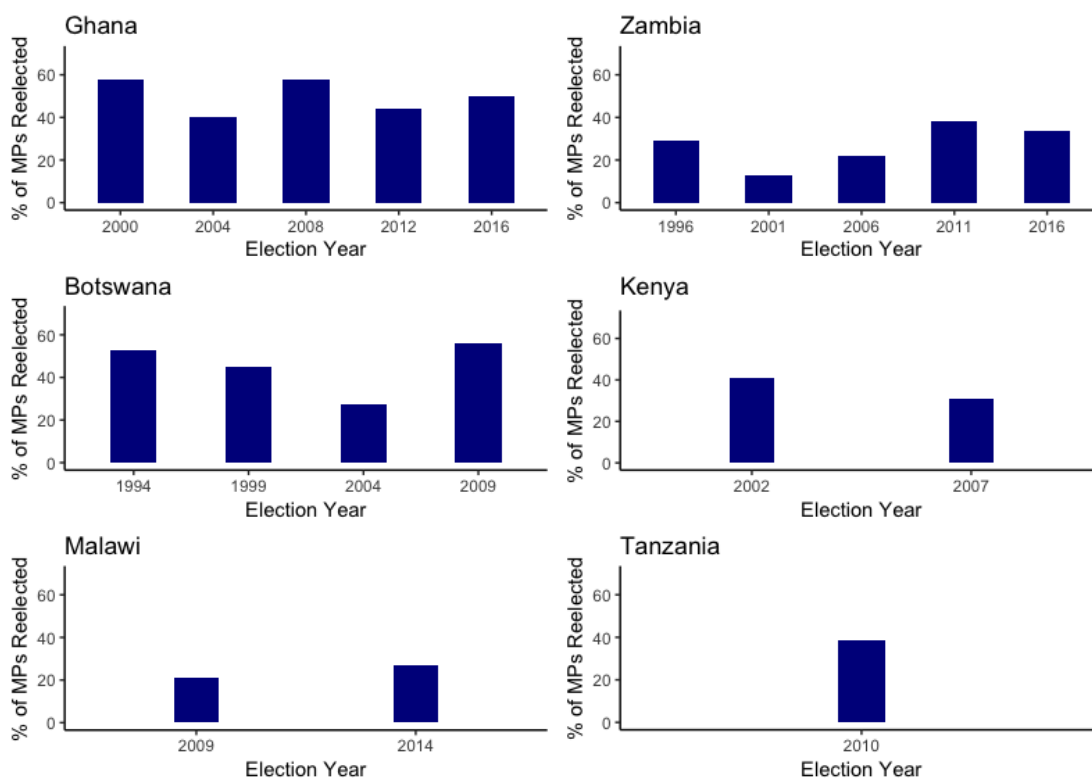 Ghana
% of MPs Reelected
60
40
20
0
2000 2004 2008 2012 2016
Election Year
Zambia
% of MPs Reelected
60
40
20
0
1996 2001 2006 2011 2016
Election Year
Botswana
% of MPs Reelected
60
40
20
0
1994 1999 2004 2009
Election Year
Kenya
% of MPs Reelected
60
40
20
0
2002 2007
Election Year
Malawi
% of MPs Reelected
60
40
20
0
2009 2014
Election Year
Tanzania
% of MPs Reelected
60
40
20
0
2010
Election Year